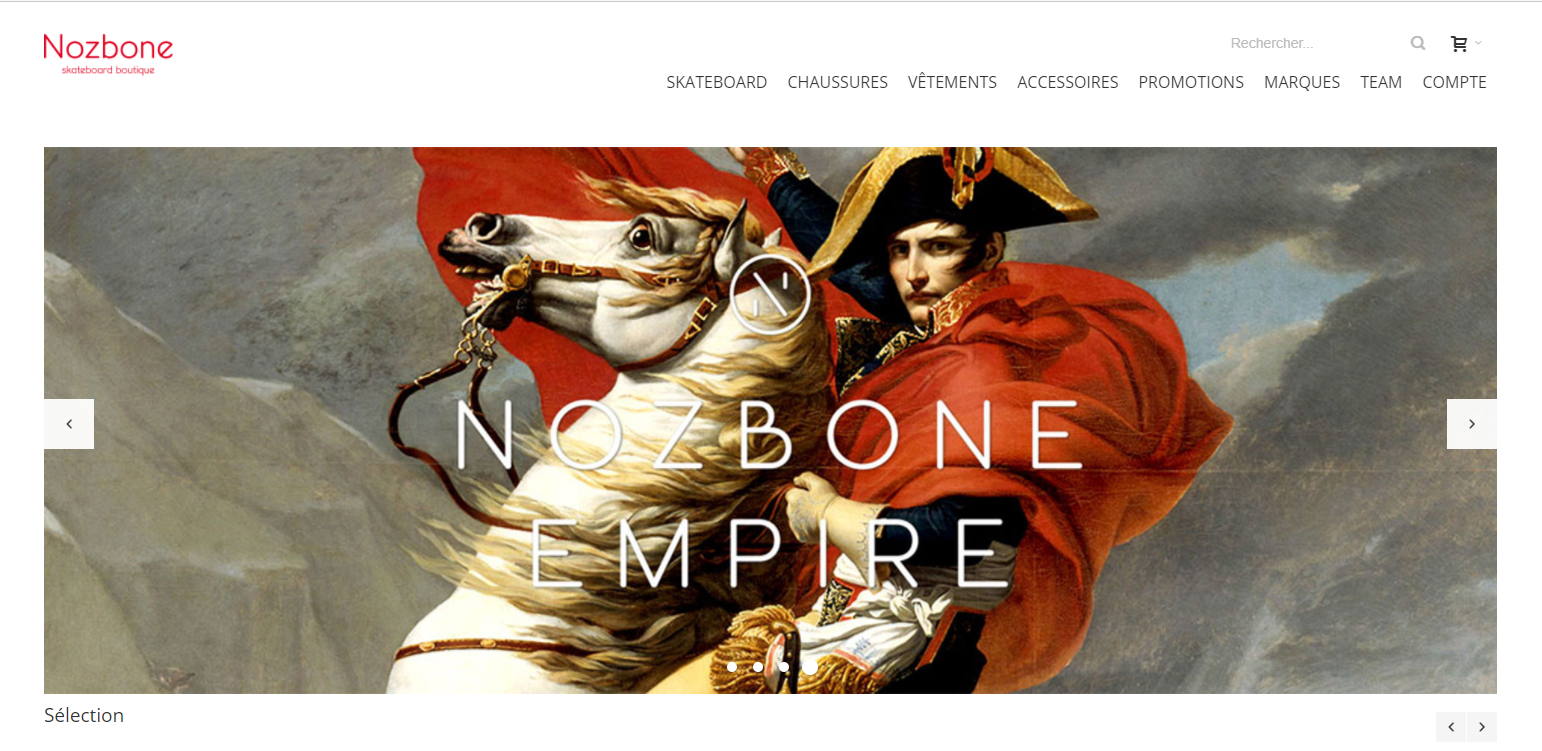 Nozbone
skateboard boutique
Rechercher...
SKATEBOARD CHAUSSURES VÊTEMENTS ACCESSOIRES PROMOTIONS MARQUES TEAM COMPTE
NOZBONE
EMPIRE
Sélection